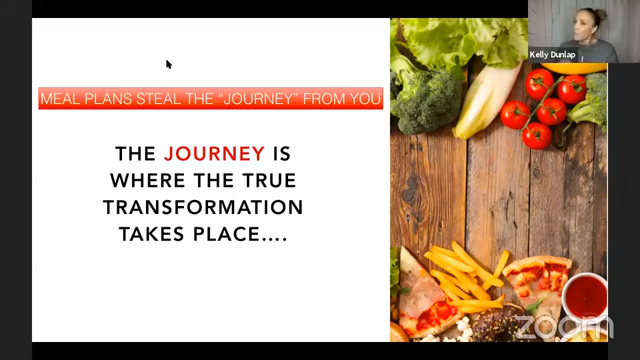 Kelly Dunlap
MEAL PLANS STEAL THE "JOURNEY" FROM YOU
THE JOURNEY IS
WHERE THE TRUE
TRANSFORMATION
TAKES PLACE....
zoom